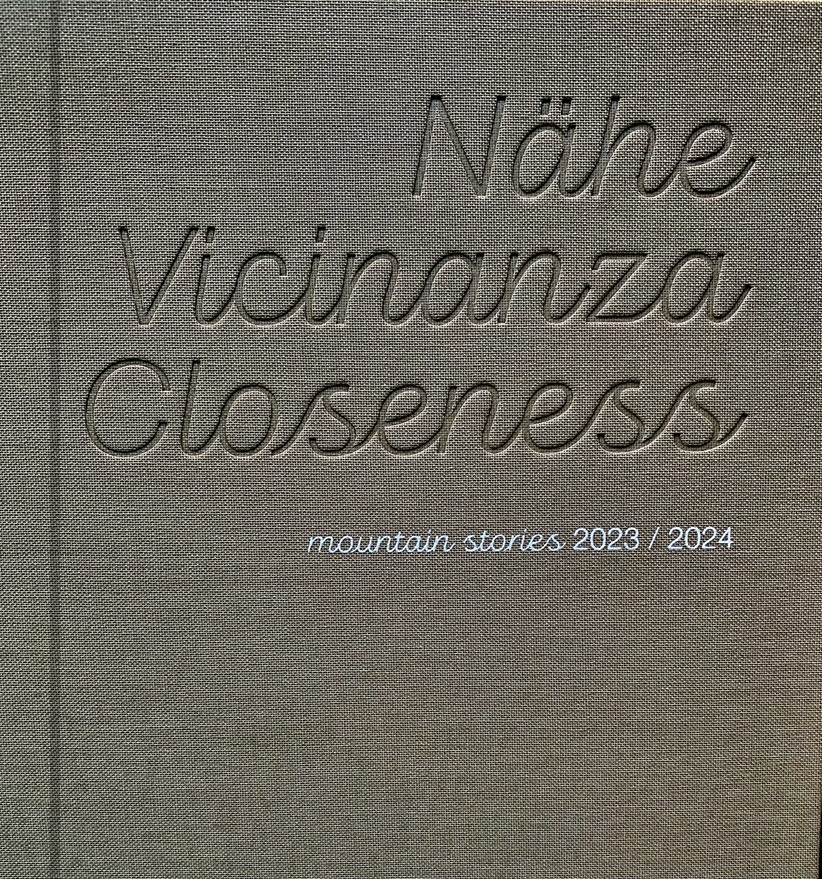 Nähe
Vicinanza
Closeness
mountain stories 2023 / 2024